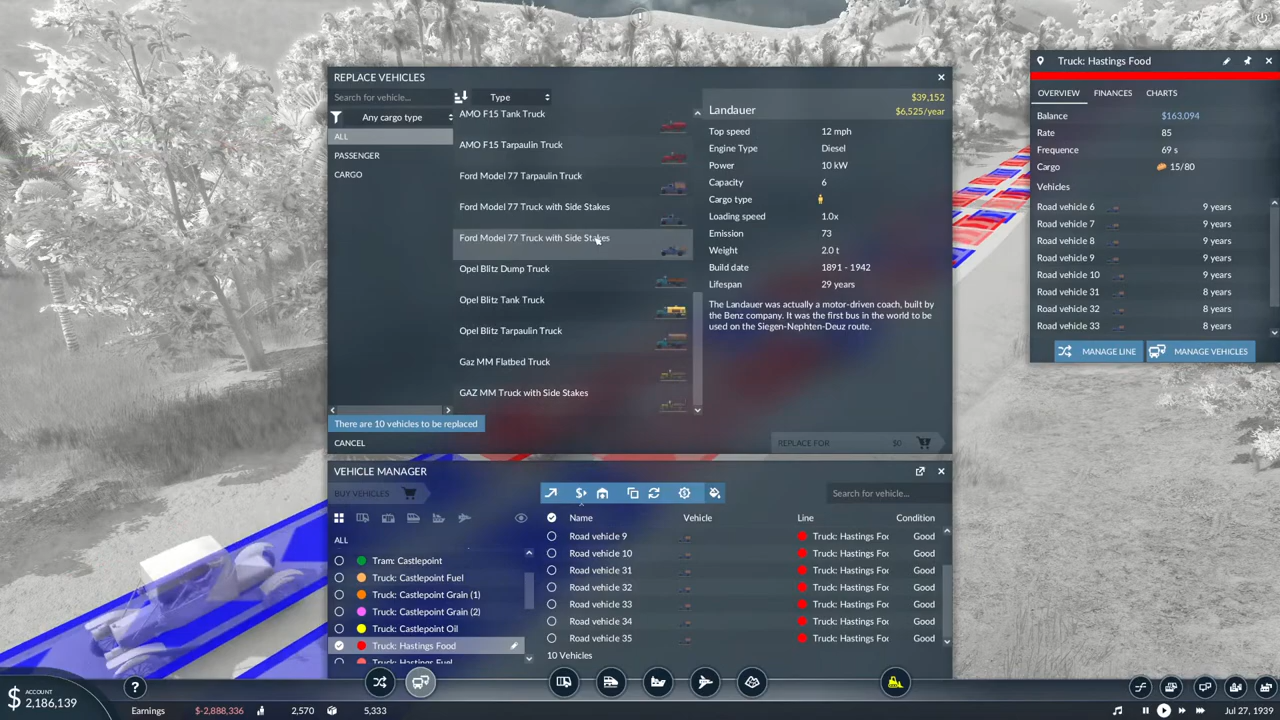 REPLACE VEHICLES
Search for vehicle...
Type
Any cargo type
ALL
PASSENGER
CARGO
AMO F15 Tank Truck
AMO F15 Tarpaulin Truck
Ford Model 77 Tarpaulin Truck
Ford Model 77 Truck with Side Stakes
Ford Model 77 Truck with Side Stakes
Opel Blitz Dump Truck
Opel Blitz Tank Truck
Opel Blitz Tarpaulin Truck
Gaz MM Flatbed Truck
GAZ MM Truck with Side Stakes
There are 10 vehicles to be replaced
CANCEL
$39,152
Landauer
$6,525/year
Top speed 12 mph
Engine Type Diesel
Power 10 kW
Capacity 6
Cargo type
Loading speed 1.0x
Emission 73
Weight 2.0 t
Build date 1891 - 1942
Lifespan 29 years
The Landauer was actually a motor-driven coach, built by
the Benz company. It was the first bus in the world to be
used on the Siegen-Nephten-Deuz route.
REPLACE FOR $0
Truck: Hastings Food
OVERVIEW FINANCES CHARTS
Balance $163,094
Rate 85
Frequence 69 s
Cargo 15/80
Vehicles
Road vehicle 6 9 years
Road vehicle 7 9 years
Road vehicle 8 9 years
Road vehicle 9 9 years
Road vehicle 10 9 years
Road vehicle 31 8 years
Road vehicle 32 8 years
Road vehicle 33 8 years
MANAGE LINE MANAGE VEHICLES
VEHICLE MANAGER
BUY VEHICLES
Search for vehicle...
ALL
Tram: Castlepoint
Truck: Castlepoint Fuel
Truck: Castlepoint Grain (1)
Truck: Castlepoint Grain (2)
Truck: Castlepoint Oil
Truck: Hastings Food
Truck: Hastings Fuel
Name Vehicle Line Condition
Road vehicle 9 Truck: Hastings Foo Good
Road vehicle 10 Truck: Hastings Foo Good
Road vehicle 31 Truck: Hastings Foo Good
Road vehicle 32 Truck: Hastings Foo Good
Road vehicle 33 Truck: Hastings Foo Good
Road vehicle 34 Truck: Hastings Foo Good
Road vehicle 35 Truck: Hastings Foo Good
10 Vehicles
$ ACCOUNT
2,186,139
?
Earnings $-2,888,336 2,570 5,333
Jul 27, 1939